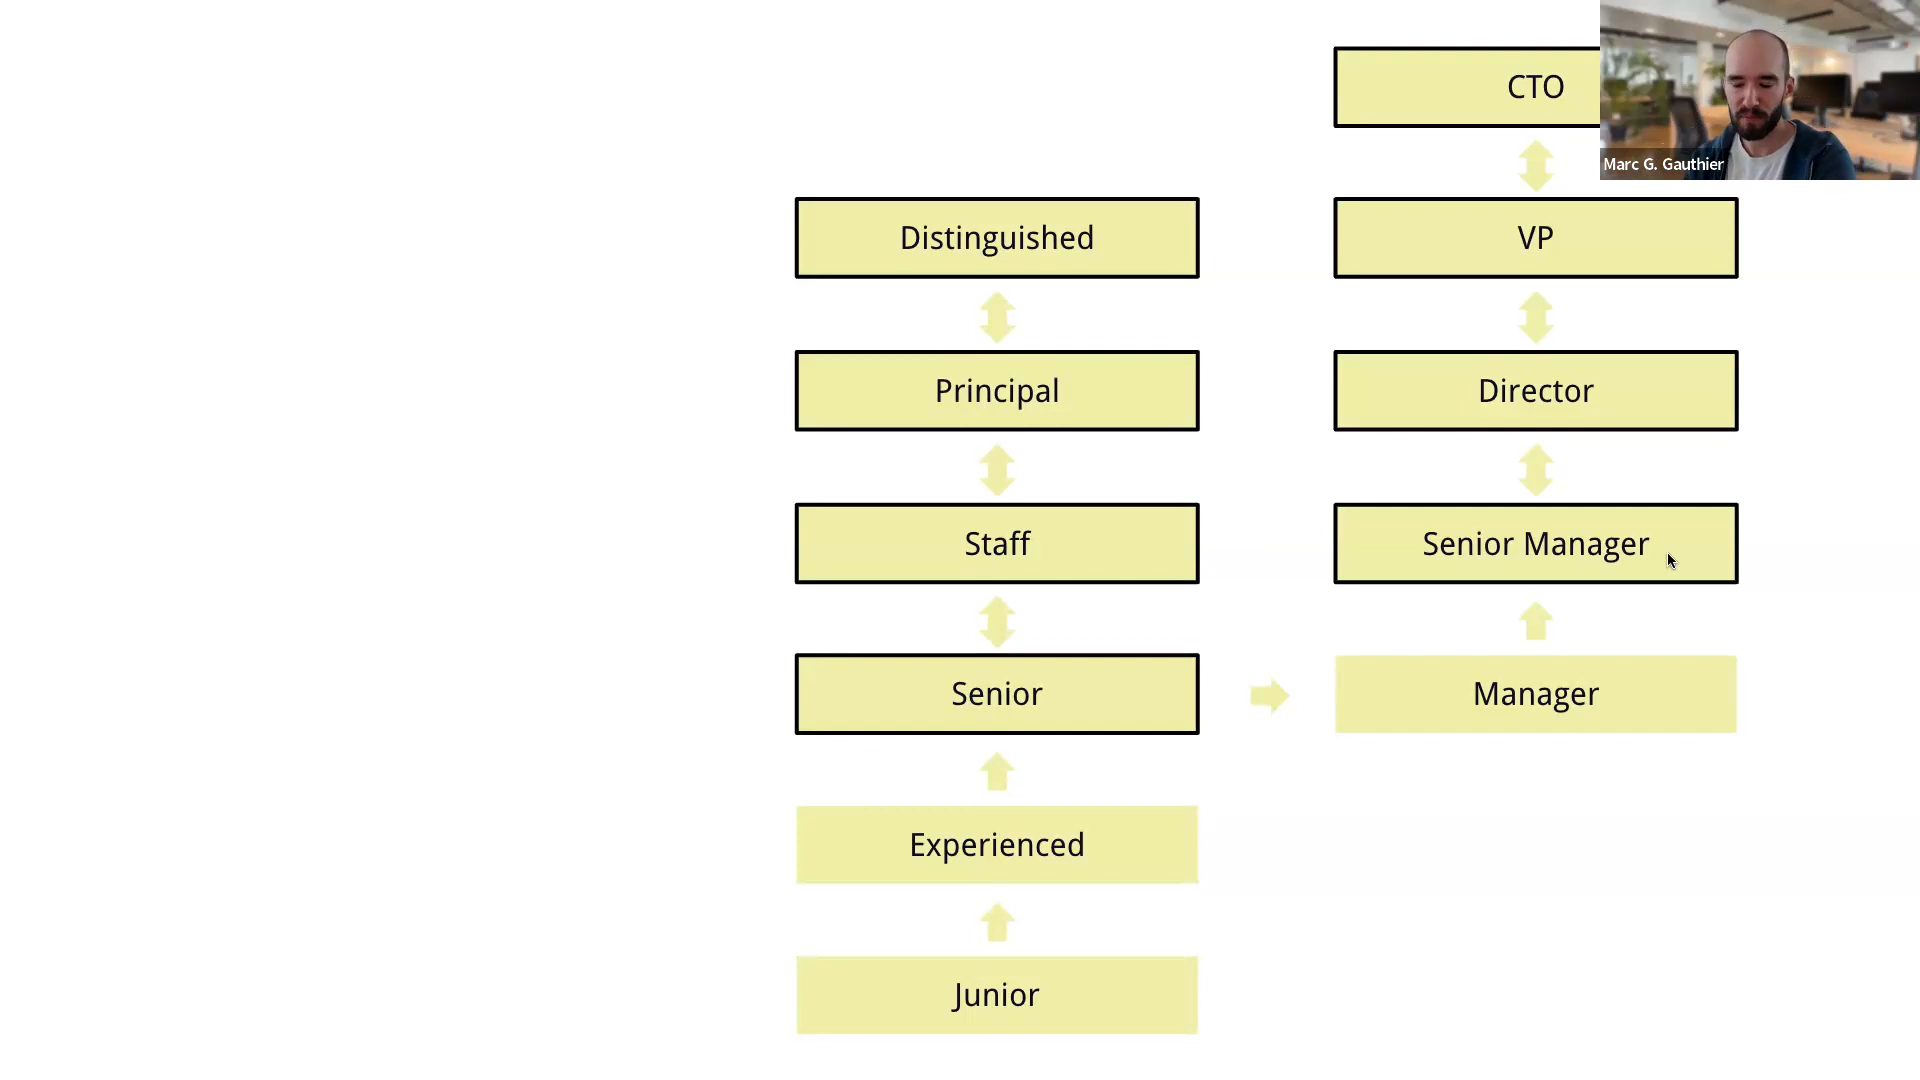 CTO
Marc G. Gauthier
Distinguished
VP
Principal
Director
Staff
Senior Manager
Senior
Manager
Experienced
Junior